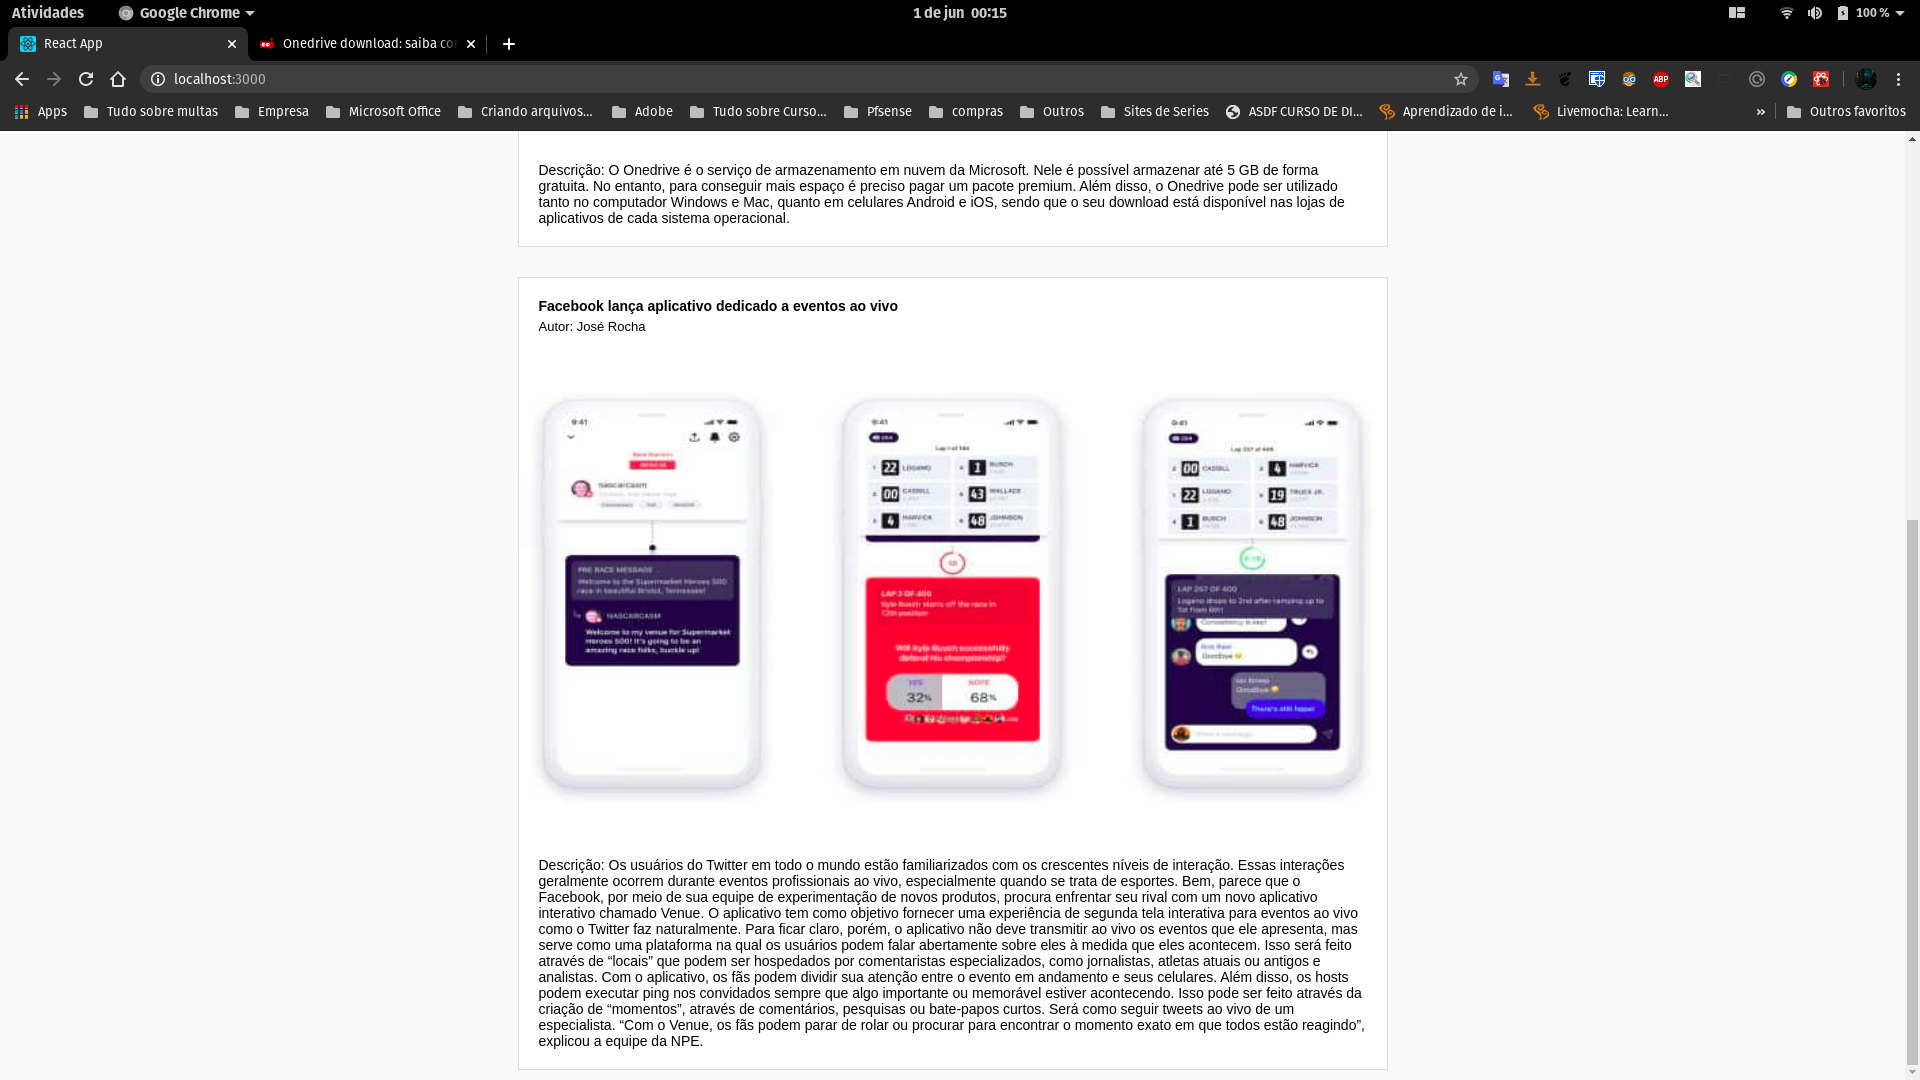 Atividades Google Chrome 1 de jun 00:15 100 %
React App Onedrive download: saiba co
localhost:3000
Apps Tudo sobre multas Empresa Microsoft Office Criando arquivos... Adobe Tudo sobre Curso... Pfsense compras Outros Sites de Series ASDF CURSO DE DI... Aprendizado de i... Livemocha: Learn... » Outros favoritos
Descrição: O Onedrive é o serviço de armazenamento em nuvem da Microsoft. Nele é possível armazenar até 5 GB de forma
gratuita. No entanto, para conseguir mais espaço é preciso pagar um pacote premium. Além disso, o Onedrive pode ser utilizado
tanto no computador Windows e Mac, quanto em celulares Android e iOS, sendo que o seu download está disponível nas lojas de
aplicativos de cada sistema operacional.
Facebook lança aplicativo dedicado a eventos ao vivo
Autor: José Rocha
9:41
nascarcasm
PRE RACE MESSAGE
Welcome to the Supermarket Heroes 500
race in beautiful Bristol, Tennessee!
NASCARCASM
Welcome to my venue for Supermarket
Heroes 500! It's going to be an
amazing race folks, buckle up!
9:41
22 LOGANO 1 BUSCH
00 CASSILL 43 WALLACE
4 HARVICK 48 JOHNSON
10
LAP 2 OF 400
Kyle Busch starts off the race in
12th position
Will Kyle Busch successfully
defend his championship?
YES NOPE
32% 68%
9:41
Lap 257 of 400
00 CASSILL 4 HARVICK
22 LOGANO 19 TRUEX JR.
1 BUSCH 48 JOHNSON
LAP 257 OF 400
Logano drops to 2nd after ramping up to
1st from 8th!
Goodbye
Goodbye
There's still hope!
Descrição: Os usuários do Twitter em todo o mundo estão familiarizados com os crescentes níveis de interação. Essas interações
geralmente ocorrem durante eventos profissionais ao vivo, especialmente quando se trata de esportes. Bem, parece que o
Facebook, por meio de sua equipe de experimentação de novos produtos, procura enfrentar seu rival com um novo aplicativo
interativo chamado Venue. O aplicativo tem como objetivo fornecer uma experiência de segunda tela interativa para eventos ao vivo
como o Twitter faz naturalmente. Para ficar claro, porém, o aplicativo não deve transmitir ao vivo os eventos que ele apresenta, mas
serve como uma plataforma na qual os usuários podem falar abertamente sobre eles à medida que eles acontecem. Isso será feito
através de “locais” que podem ser hospedados por comentaristas especializados, como jornalistas, atletas atuais ou antigos e
analistas. Com o aplicativo, os fãs podem dividir sua atenção entre o evento em andamento e seus celulares. Além disso, os hosts
podem executar ping nos convidados sempre que algo importante ou memorável estiver acontecendo. Isso pode ser feito através da
criação de “momentos”, através de comentários, pesquisas ou bate-papos curtos. Será como seguir tweets ao vivo de um
especialista. “Com o Venue, os fãs podem parar de rolar ou procurar para encontrar o momento exato em que todos estão reagindo”,
explicou a equipe da NPE.